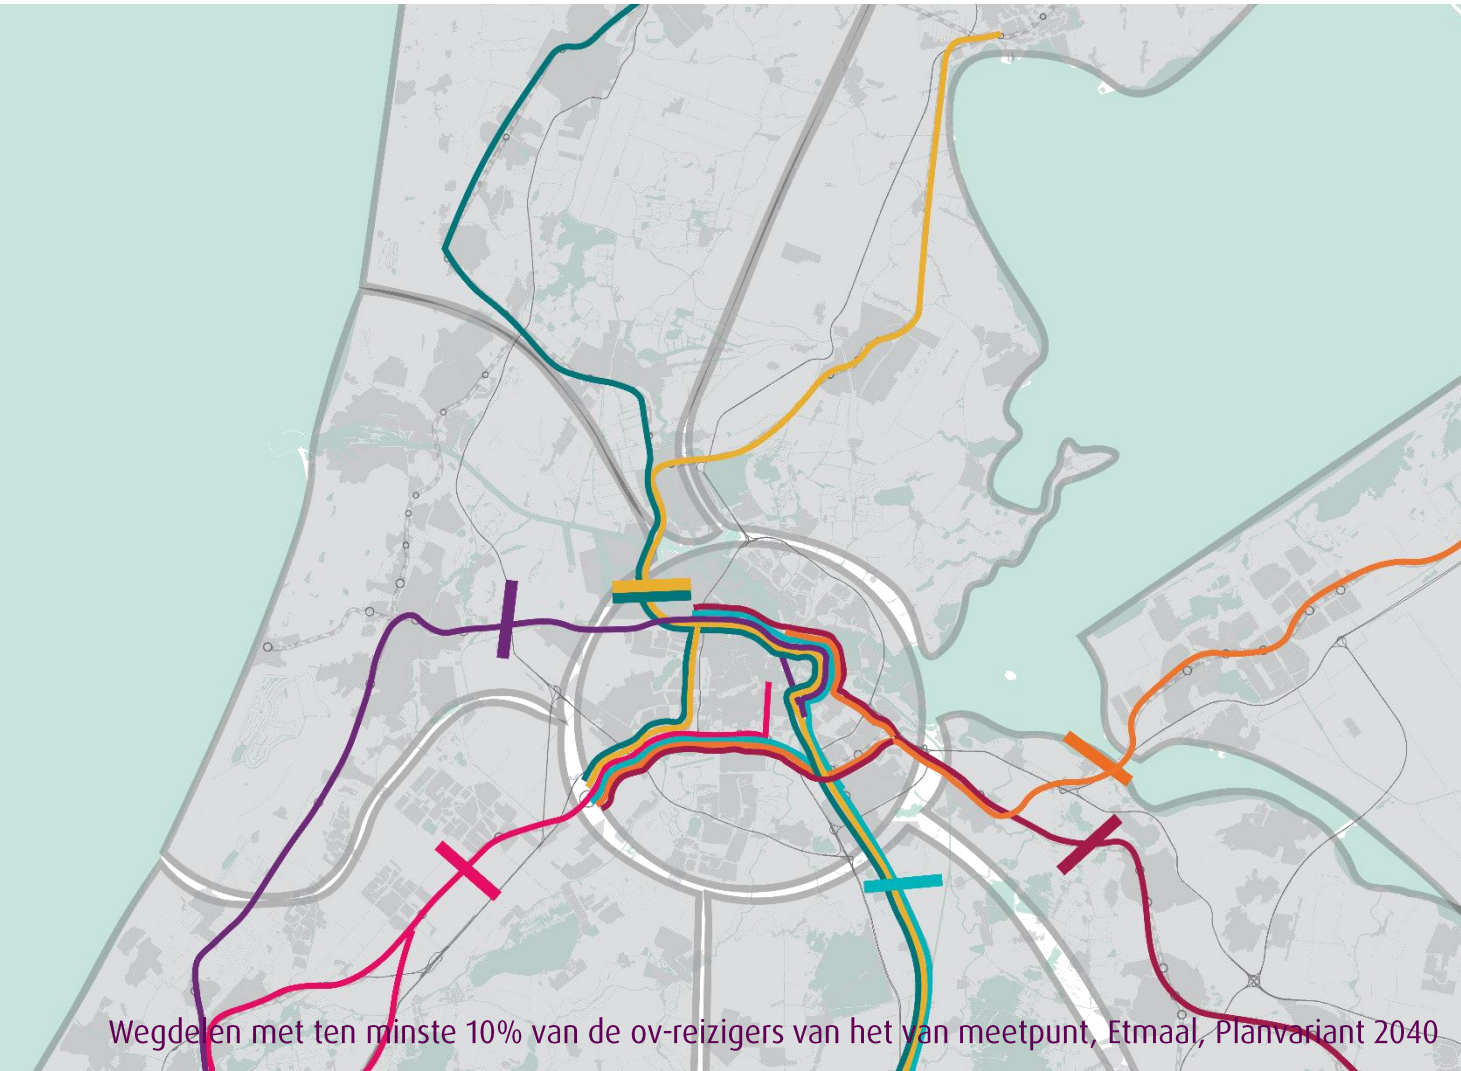 Wegdelen met ten minste 10% van de ov-reizigers van het van meetpunt, Etmaal, Planvariant 2040